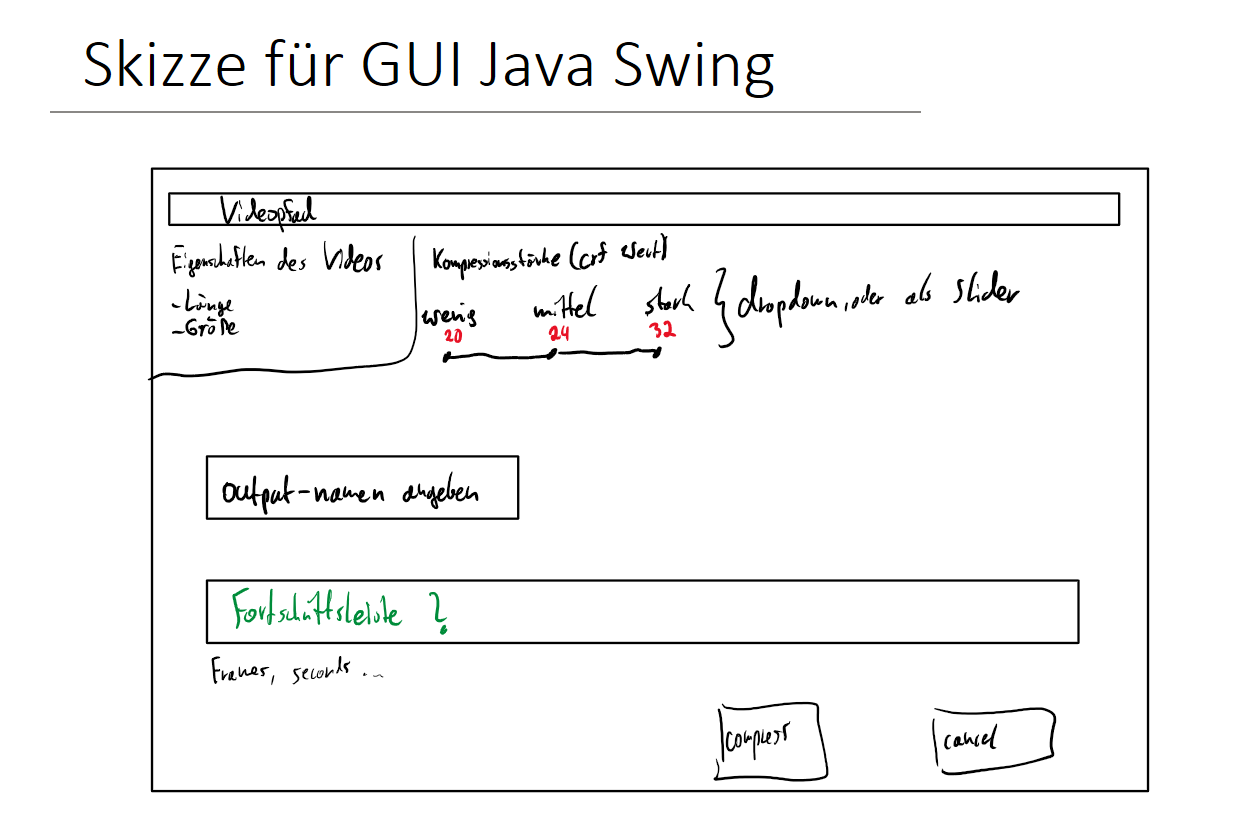 Skizze für GUI Java Swing
Videopfad
Eigenschaften des Videos
- Länge
- Größe
Kompressionsstärke (crf Wert)
wenig mittel stark } dropdown, oder als Slider
20 24 32
Output-namen angeben
Fortschrittsleiste ?
Frames, seconds ...
compress cancel